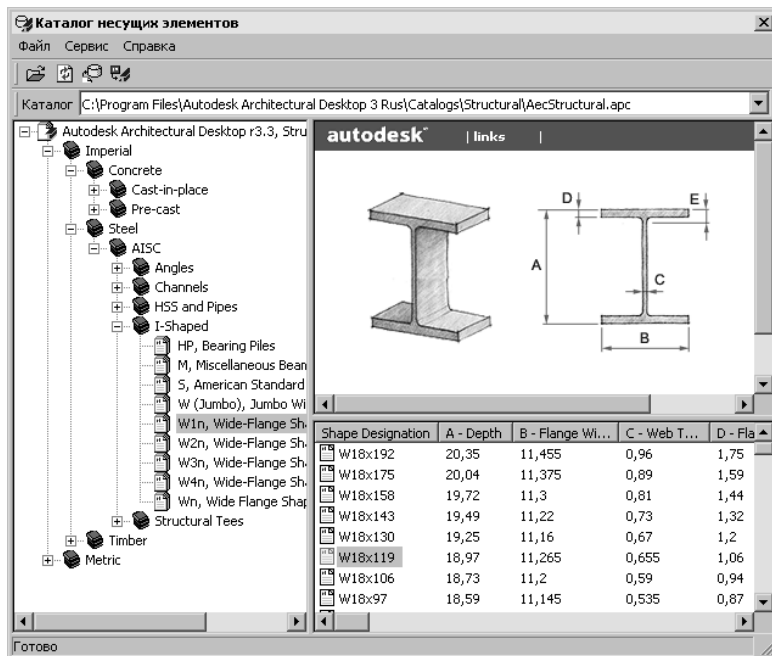 Каталог несущих элементов
Файл Сервис Справка
Каталог C:\Program Files\Autodesk Architectural Desktop 3 Rus\Catalogs\Structural\AecStructural.apc
Autodesk Architectural Desktop r3.3, Stru
Imperial
Concrete
Cast-in-place
Pre-cast
Steel
AISC
Angles
Channels
HSS and Pipes
I-Shaped
HP, Bearing Piles
M, Miscellaneous Bean
S, American Standard
W (Jumbo), Jumbo Wi
W1n, Wide-Flange Sha
W2n, Wide-Flange Sha
W3n, Wide-Flange Sha
W4n, Wide-Flange Sha
Wn, Wide Flange Shap
Structural Tees
Timber
Metric
autodesk | links |
D E
A
C
B
Shape Designation A - Depth B - Flange Wi... C - Web T... D - Fla
W18x192 20,35 11,455 0,96 1,75
W18x175 20,04 11,375 0,89 1,59
W18x158 19,72 11,3 0,81 1,44
W18x143 19,49 11,22 0,73 1,32
W18x130 19,25 11,16 0,67 1,2
W18x119 18,97 11,265 0,655 1,06
W18x106 18,73 11,2 0,59 0,94
W18x97 18,59 11,145 0,535 0,87
Готово